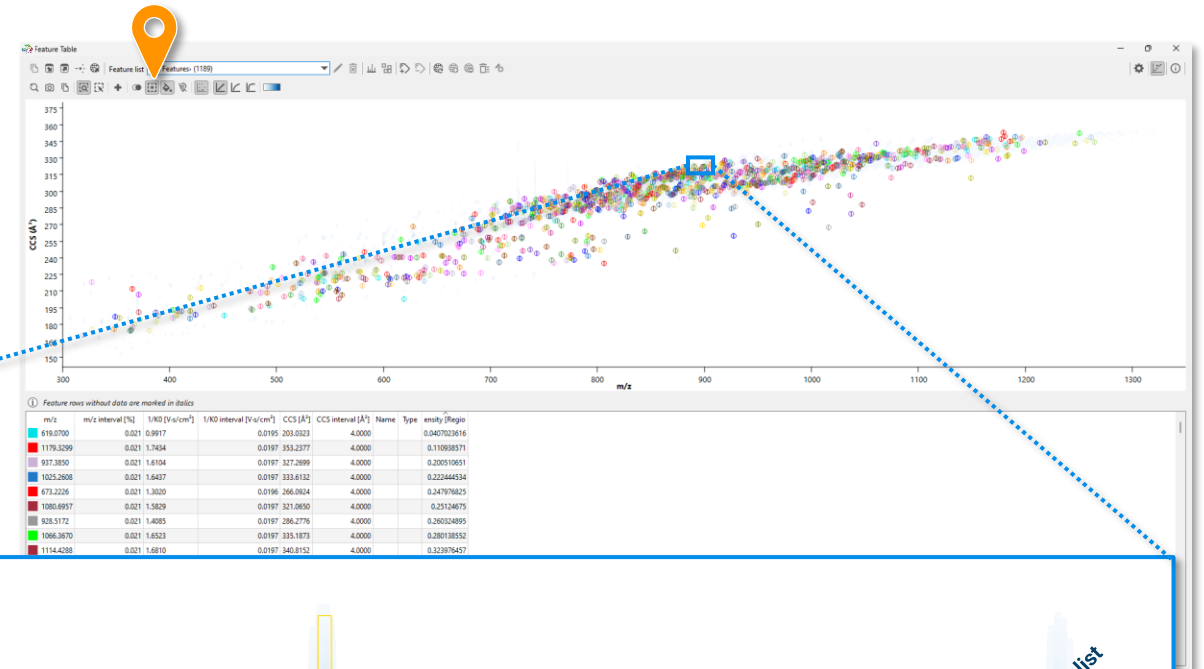 Feature Table
Feature list
Features› (1189)
375
360
345
330
315
300
285
270
255
240
225
210
195
180
150
CCS (Å²)
300 400 500 600 700 800 900 1000 1100 1200 1300
m/z
Feature rows without data are marked in italics
m/z m/z interval [%] 1/K0 [V·s/cm²] 1/K0 interval [V·s/cm²] CCS [Å²] CCS interval [Å²] Name Type ensity [Regio
619.0700 0.021 0.9917 0.0195 203.0323 4.0000 0.0407023616
1179.3299 0.021 1.7434 0.0197 353.2377 4.0000 0.110938571
937.3850 0.021 1.6104 0.0197 327.2699 4.0000 0.200510651
1025.2608 0.021 1.6437 0.0197 333.6132 4.0000 0.222444534
673.2226 0.021 1.3020 0.0196 266.0924 4.0000 0.247976825
1080.6957 0.021 1.5829 0.0197 321.0650 4.0000 0.25124675
928.5172 0.021 1.4085 0.0197 286.2776 4.0000 0.260324895
1066.3670 0.021 1.6523 0.0197 335.1873 4.0000 0.280138552
1114.4288 0.021 1.6810 0.0197 340.8152 4.0000 0.323976457
list